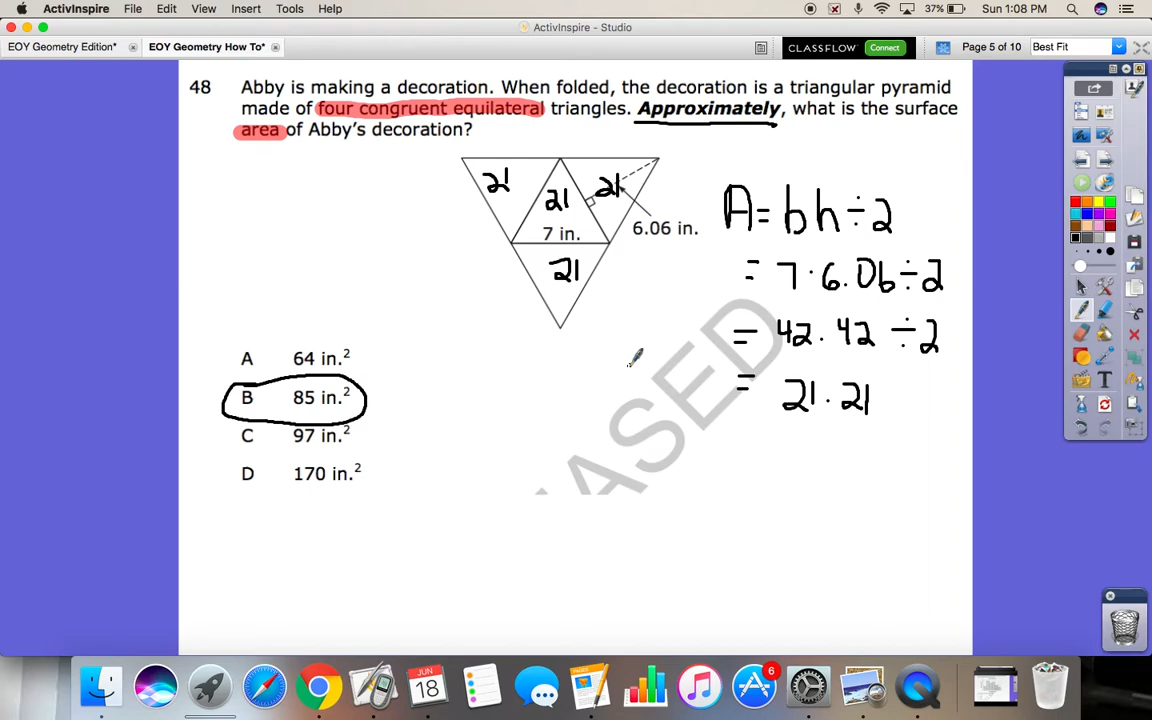 ActivInspire File Edit View Insert Tools Help 37% Sun 1:08 PM
ActivInspire - Studio
EOY Geometry Edition* EOY Geometry How To* CLASSFLOW Connect Page 5 of 10 Best Fit
48 Abby is making a decoration. When folded, the decoration is a triangular pyramid
made of four congruent equilateral triangles. Approximately, what is the surface
area of Abby's decoration?
21 21 21
7 in. 6.06 in.
21
A = bh ÷ 2
= 7 · 6.06 ÷ 2
= 42.42 ÷ 2
= 21.21
A 64 in.²
B 85 in.²
C 97 in.²
D 170 in.²
ASED
T
JUN
18
6